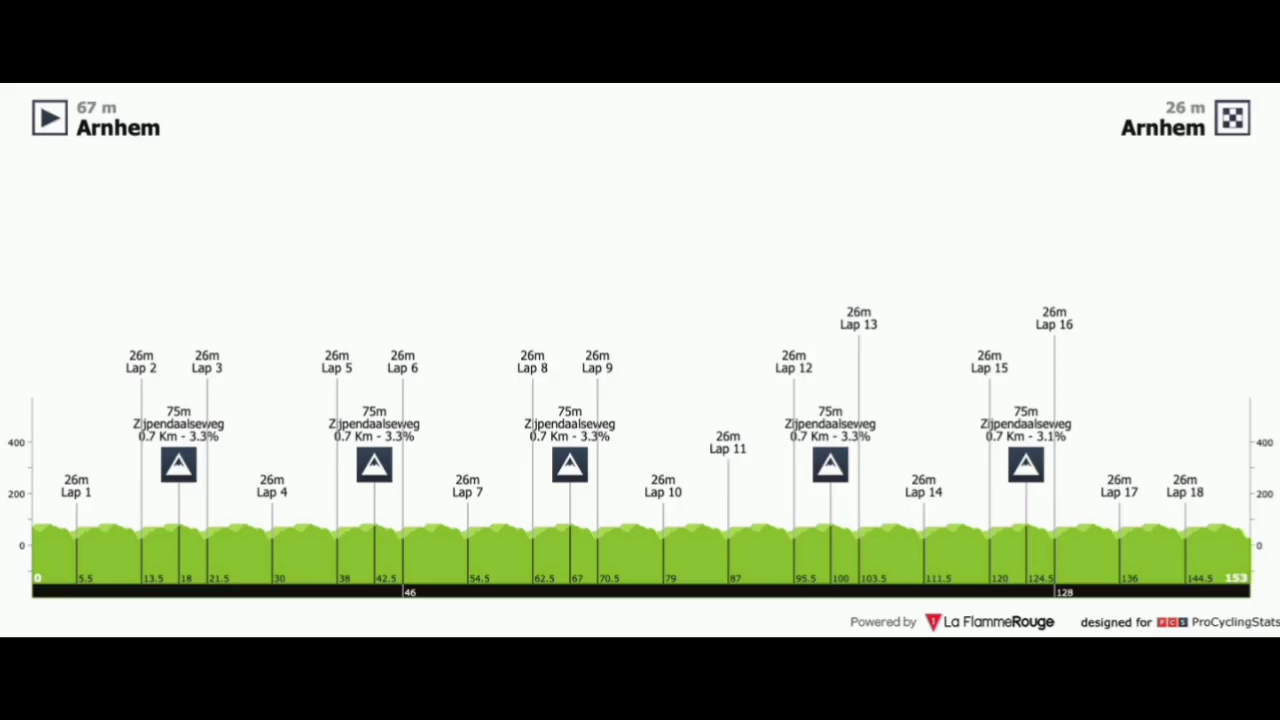 67 m
Arnhem
26 m
Arnhem
26m
Lap 13
26m
Lap 16
26m
Lap 2
26m
Lap 3
26m
Lap 5
26m
Lap 6
26m
Lap 8
26m
Lap 9
26m
Lap 12
26m
Lap 15
75m
Zijpendaalseweg
0.7 Km - 3.3%
75m
Zijpendaalseweg
0.7 Km - 3.3%
75m
Zijpendaalseweg
0.7 Km - 3.3%
75m
Zijpendaalseweg
0.7 Km - 3.3%
75m
Zijpendaalseweg
0.7 Km - 3.1%
26m
Lap 11
26m
Lap 1
26m
Lap 4
26m
Lap 7
26m
Lap 10
26m
Lap 14
26m
Lap 17
26m
Lap 18
400
200
0
400
200
0
0 5.5 13.5 18 21.5 30 38 42.5 54.5 62.5 67 70.5 79 87 95.5 100 103.5 111.5 120 124.5 136 144.5 153
46 128
Powered by 1 La FlammeRouge designed for PCS ProCyclingStats